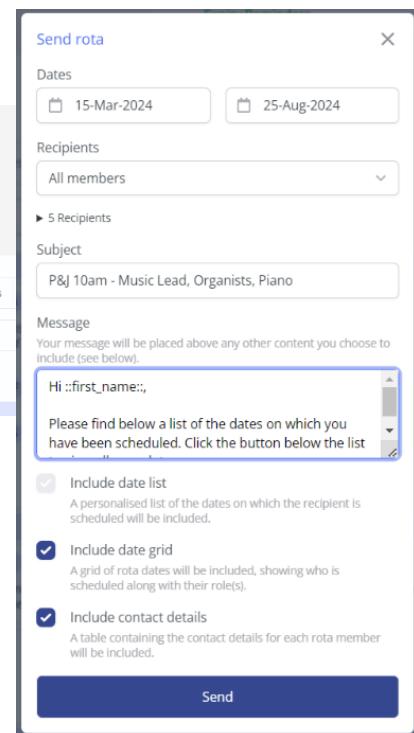 Send rota
Dates
15-Mar-2024
25-Aug-2024
Recipients
All members
5 Recipients
Subject
P&J 10am - Music Lead, Organists, Piano
Message
Your message will be placed above any other content you choose to
include (see below).
Hi ::first_name::,
Please find below a list of the dates on which you
have been scheduled. Click the button below the list
Include date list
A personalised list of the dates on which the recipient is
scheduled will be included.
Include date grid
A grid of rota dates will be included, showing who is
scheduled along with their role(s).
Include contact details
A table containing the contact details for each rota member
will be included.
Send